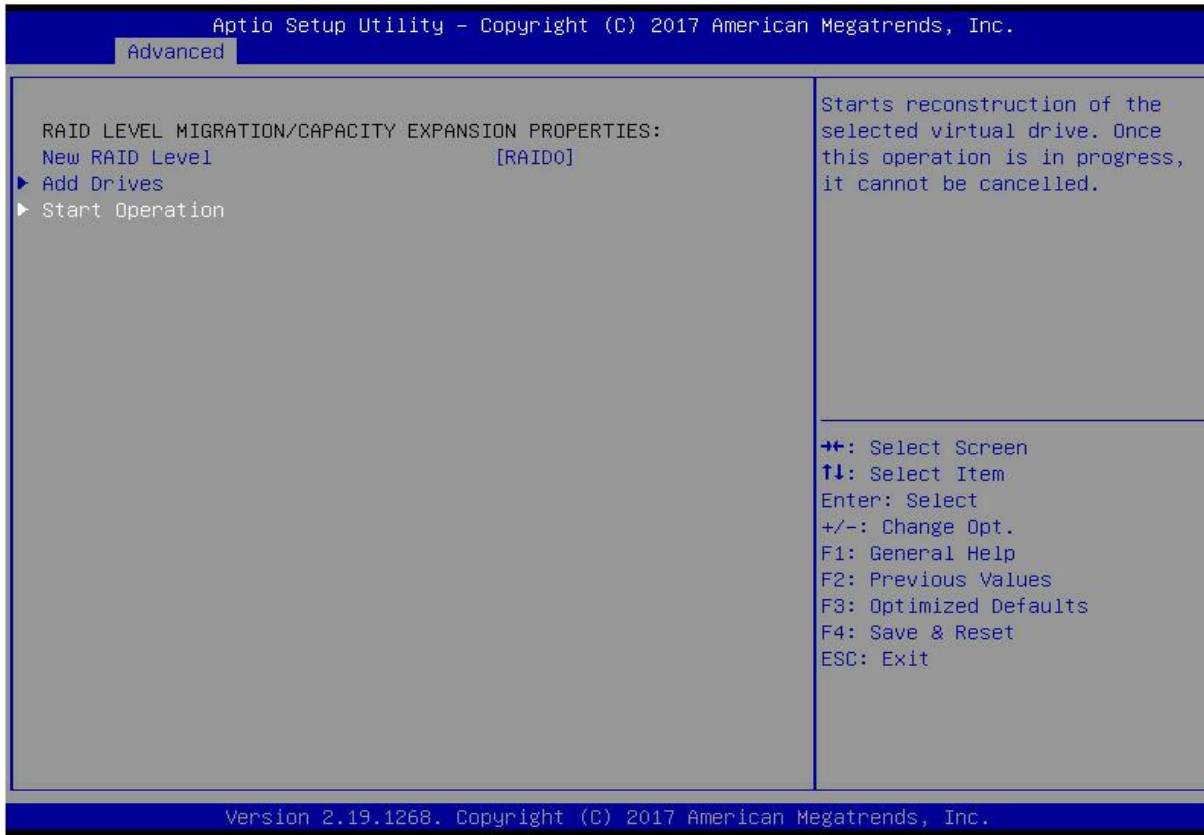 Aptio Setup Utility – Copyright (C) 2017 American Megatrends, Inc.
Advanced
RAID LEVEL MIGRATION/CAPACITY EXPANSION PROPERTIES:
New RAID Level [RAID0]
▶ Add Drives
▶ Start Operation
Starts reconstruction of the
selected virtual drive. Once
this operation is in progress,
it cannot be cancelled.
→←: Select Screen
↑↓: Select Item
Enter: Select
+/-: Change Opt.
F1: General Help
F2: Previous Values
F3: Optimized Defaults
F4: Save & Reset
ESC: Exit
Version 2.19.1268. Copyright (C) 2017 American Megatrends, Inc.